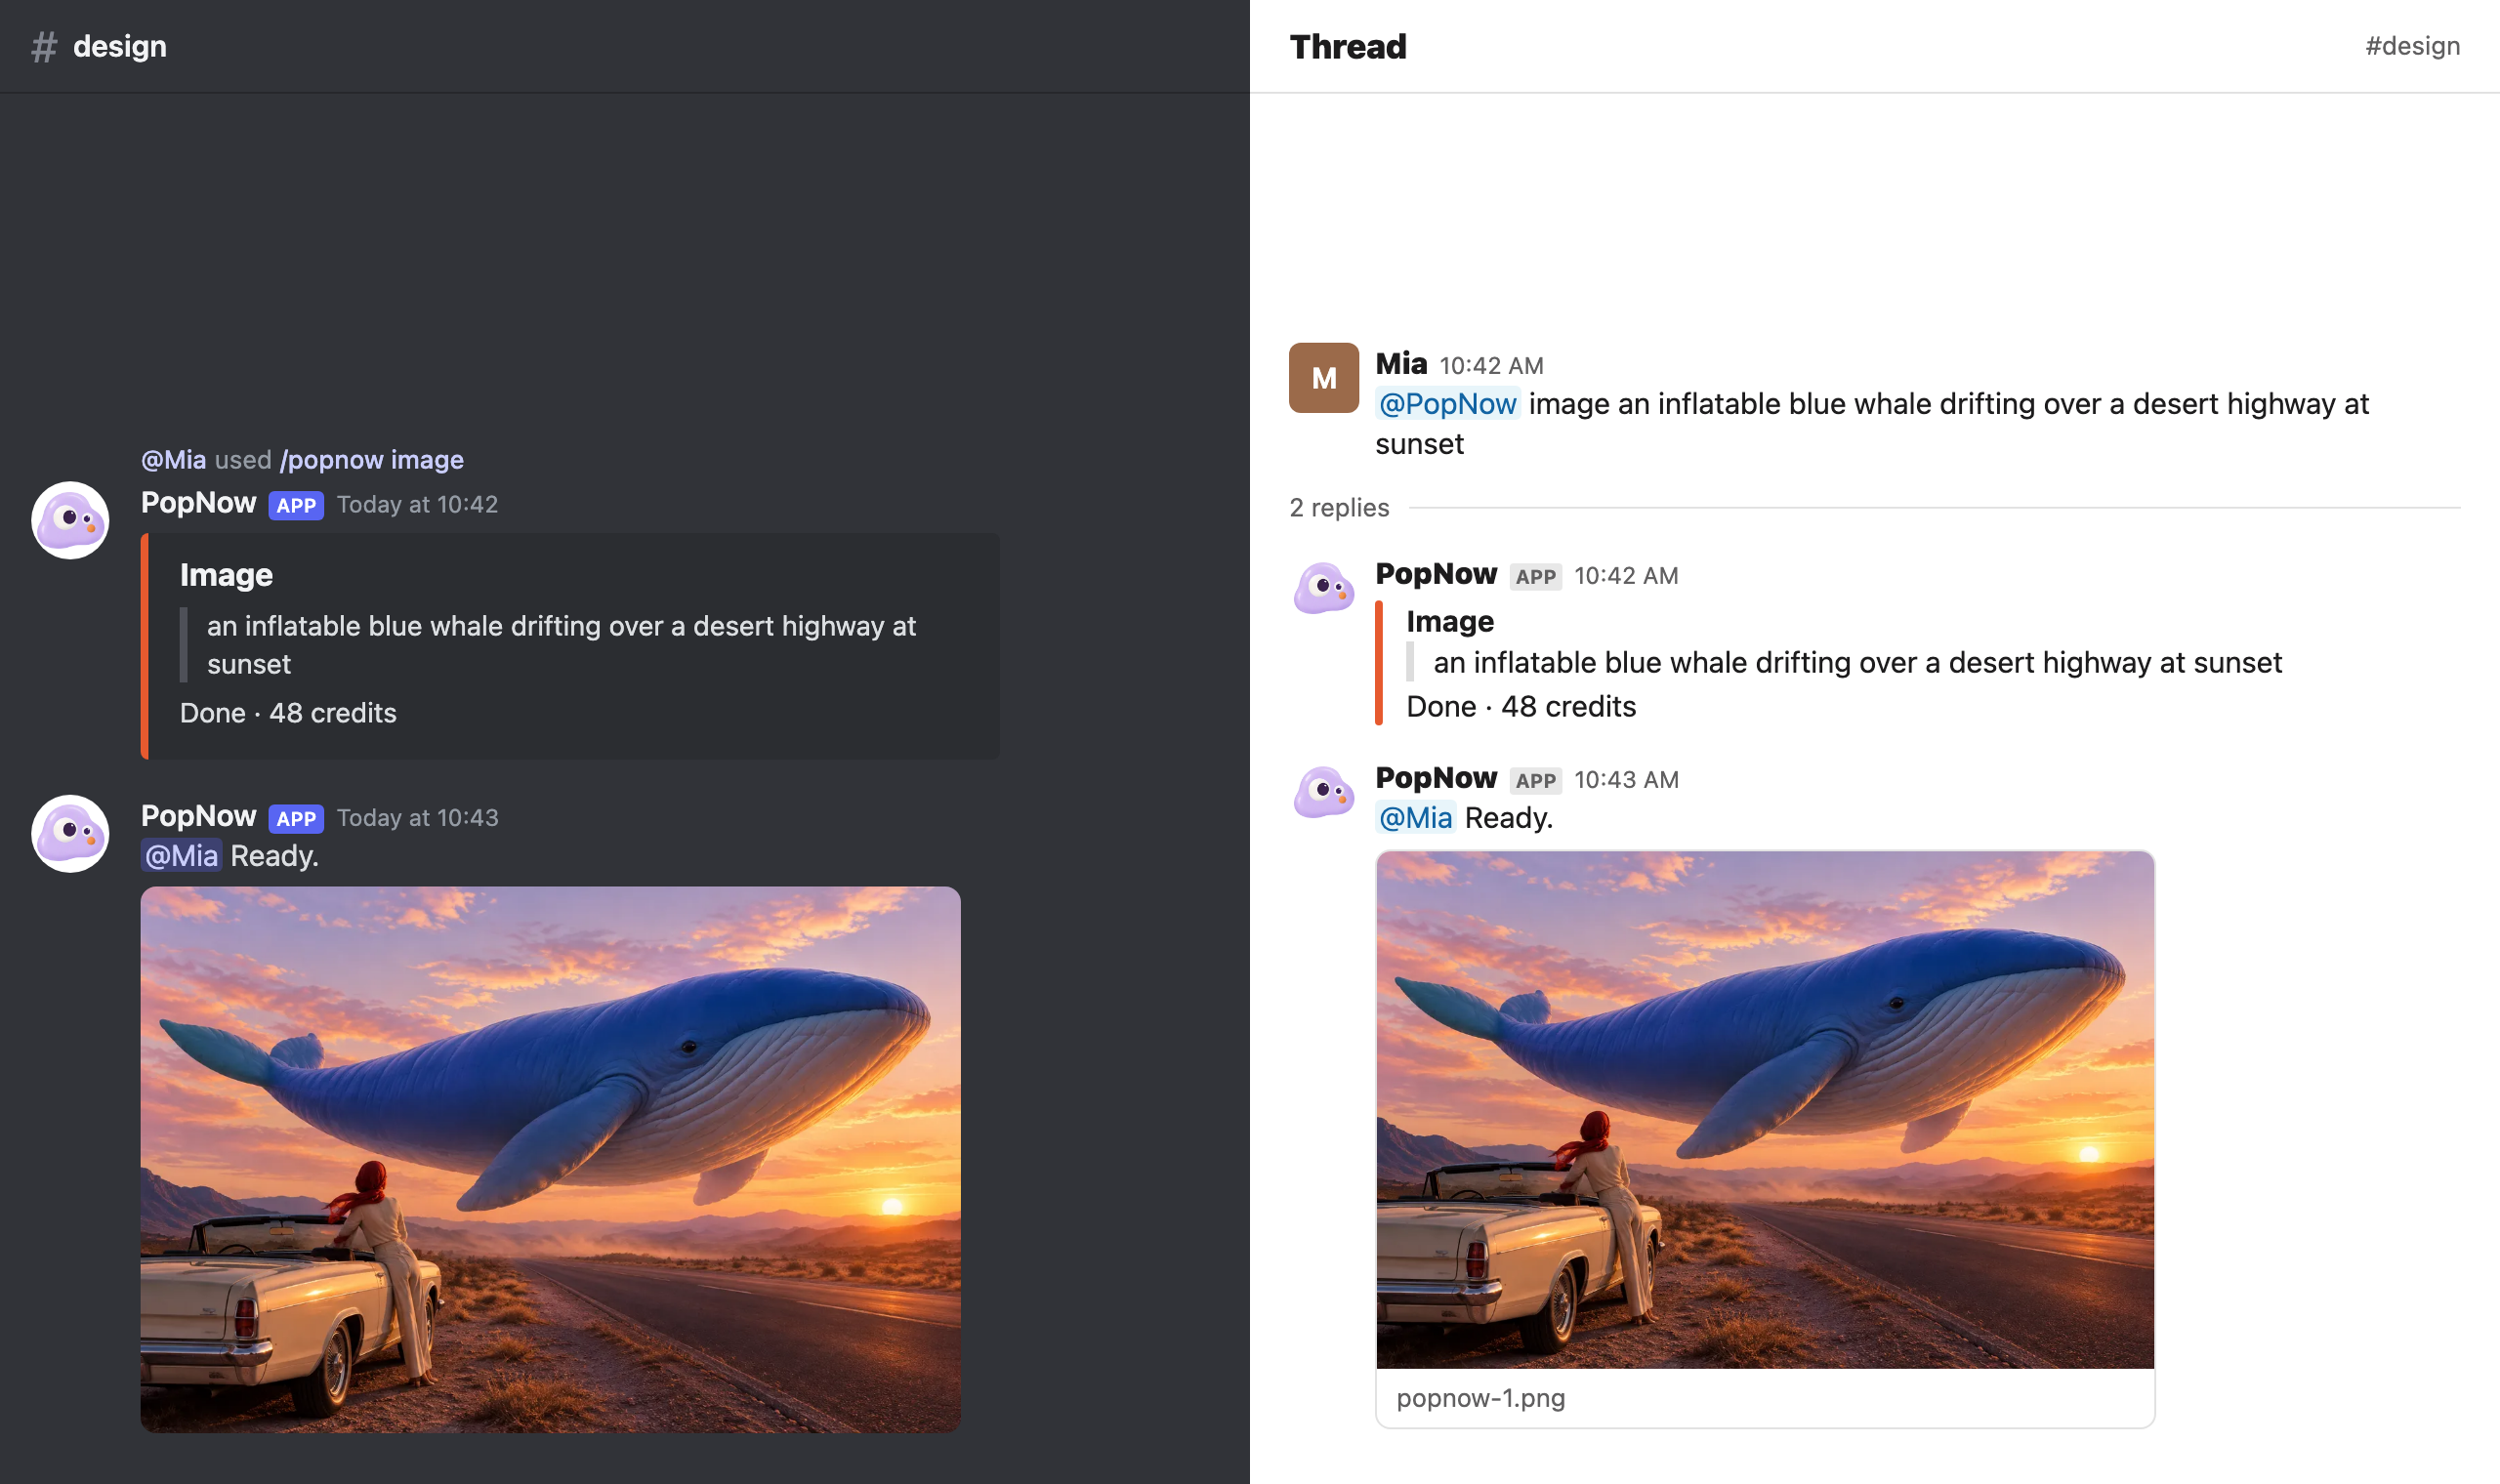 # design
@Mia used /popnow image
PopNow APP Today at 10:42
Image
an inflatable blue whale drifting over a desert highway at
sunset
Done · 48 credits
PopNow APP Today at 10:43
@Mia Ready.
Thread
#design
M
Mia 10:42 AM
@PopNow image an inflatable blue whale drifting over a desert highway at
sunset
2 replies
PopNow APP 10:42 AM
Image
an inflatable blue whale drifting over a desert highway at sunset
Done · 48 credits
PopNow APP 10:43 AM
@Mia Ready.
popnow-1.png